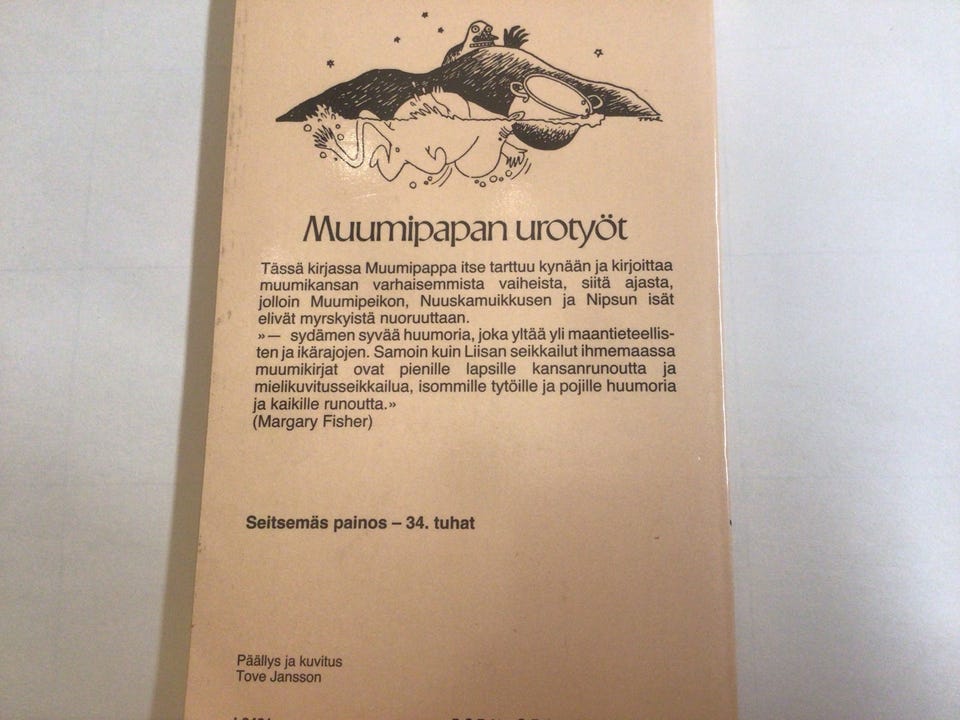 TOVE
Muumipapan urotyöt
Tässä kirjassa Muumipappa itse tarttuu kynään ja kirjoittaa
muumikansan varhaisemmista vaiheista, siitä ajasta,
jolloin Muumipeikon, Nuuskamuikkusen ja Nipsun isät
elivät myrskyistä nuoruuttaan.
»— sydämen syvää huumoria, joka yltää yli maantieteellis-
ten ja ikärajojen. Samoin kuin Liisan seikkailut ihmemaassa
muumikirjat ovat pienille lapsille kansanrunoutta ja
mielikuvitusseikkailua, isommille tytöille ja pojille huumoria
ja kaikille runoutta.»
(Margary Fisher)
Seitsemäs painos – 34. tuhat
Päällys ja kuvitus
Tove Jansson